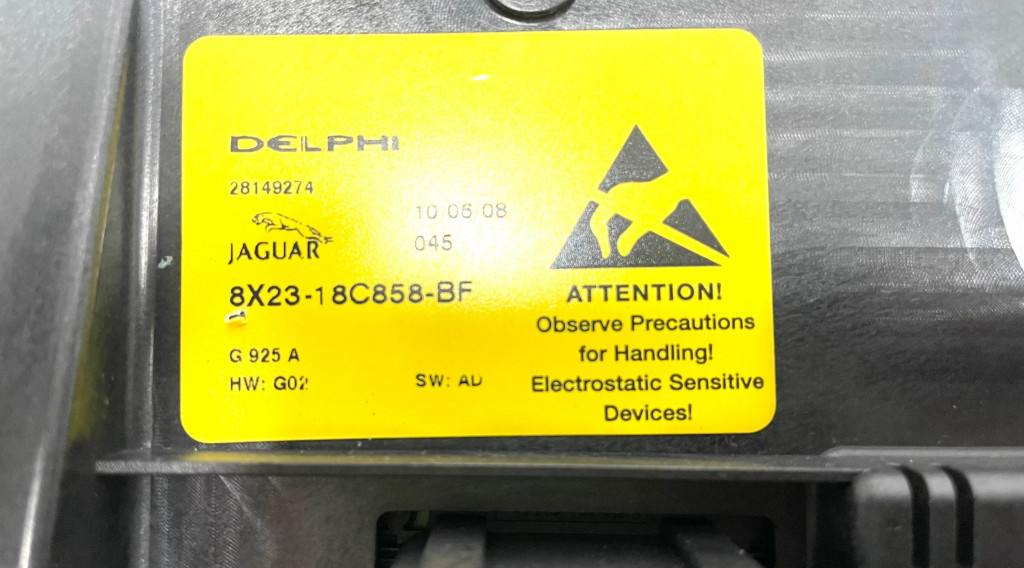 DELPHI
28149274
10 06 08
JAGUAR
045
8X23-18C858-BF
G 925 A
HW: G02
SW: AD
ATTENTION!
Observe Precautions
for Handling!
Electrostatic Sensitive
Devices!